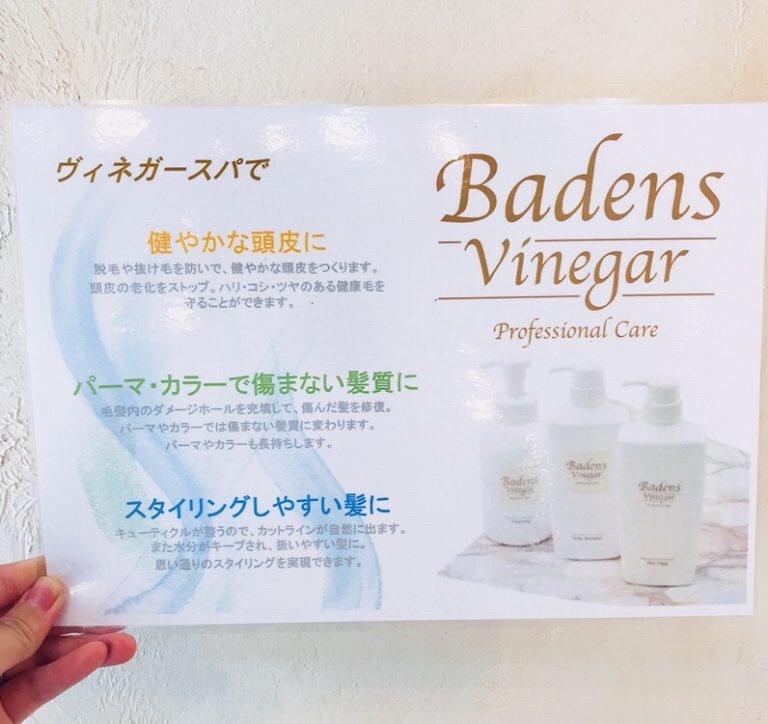 ヴィネガースパで
健やかな頭皮に
脱毛や抜け毛を防いで、健やかな頭皮をつくります。
頭皮の老化をストップ。ハリ・コシ・ツヤのある健康毛を
守ることができます。
パーマ・カラーで傷まない髪質に
毛髪内のダメージホールを充填して、傷んだ髪を修復。
パーマやカラーでは傷まない髪質に変わります。
パーマやカラーも長持ちします。
スタイリングしやすい髪に
キューティクルが整うので、カットラインが自然に出ます。
また水分がキープされ、扱いやすい髪に。
思い通りのスタイリングを実現できます。
Badens
Vinegar
Professional Care
Badens
Vinegar
Badens
Vinegar
Badens
Vinegar